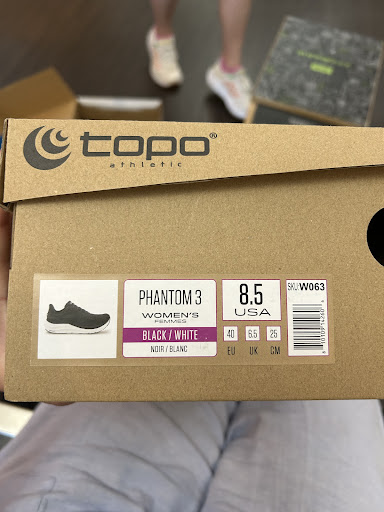 topo®
athletic
PHANTOM 3
WOMEN'S
FEMMES
BLACK / WHITE
NOIR / BLANC
8.5
USA
40 6.5 25
EU UK CM
SKU: W063